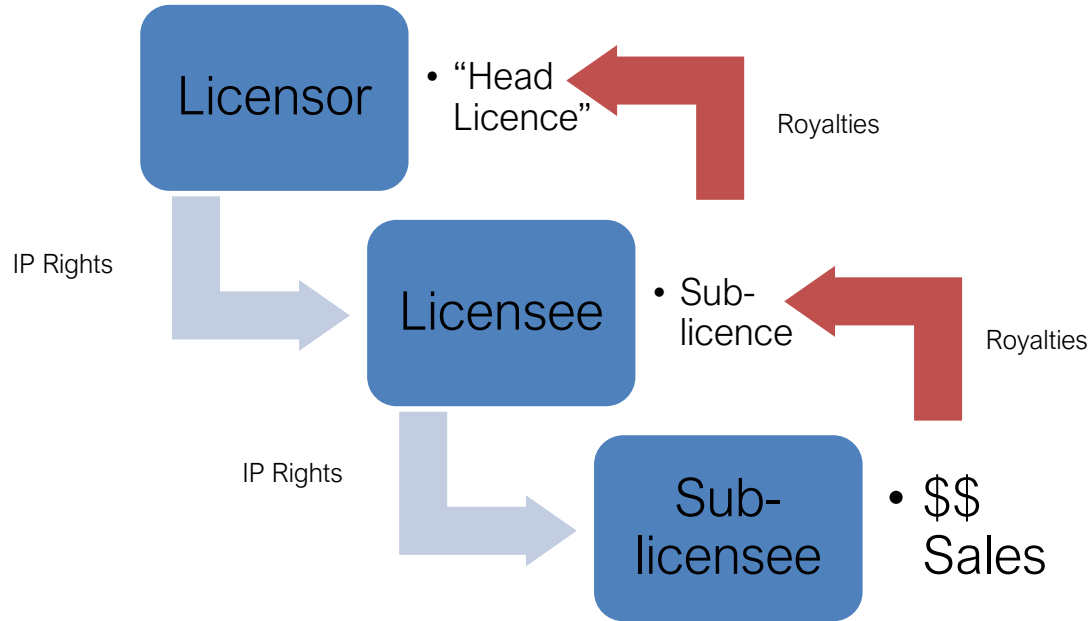 Licensor
• “Head
Licence”
Royalties
IP Rights
Licensee
• Sub-
licence
Royalties
IP Rights
Sub-
licensee
• $$
Sales